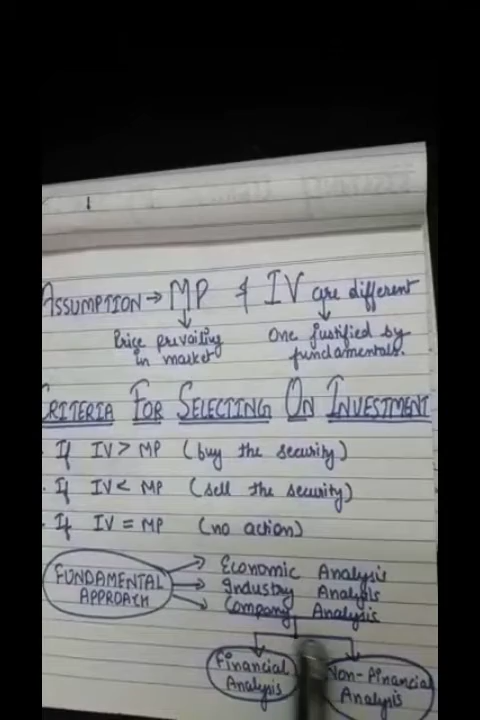 ASSUMPTION → MP & IV are different
Price prevailing in market
One justified by fundamentals.
CRITERIA FOR SELECTING ON INVESTMENT
· If IV > MP (buy the security)
· If IV < MP (sell the security)
· If IV = MP (no action)
FUNDAMENTAL APPROACH
Economic Analysis
Industry Analysis
Company Analysis
Financial Analysis
Non-Financial Analysis